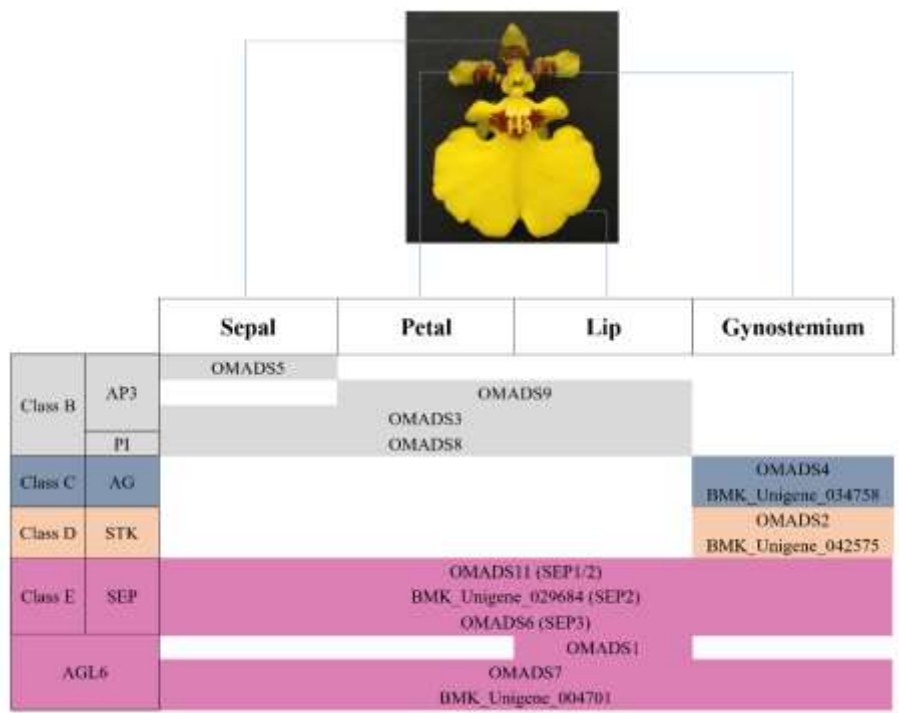 Sepal Petal Lip Gynostemium
Class B AP3 OMADS5
OMADS9
OMADS3
PI OMADS8
Class C AG OMADS4
BMK_Unigene_034758
Class D STK OMADS2
BMK_Unigene_042575
Class E SEP OMADS11 (SEP1/2)
BMK_Unigene_029684 (SEP2)
OMADS6 (SEP3)
AGL6 OMADS1
OMADS7
BMK_Unigene_004701